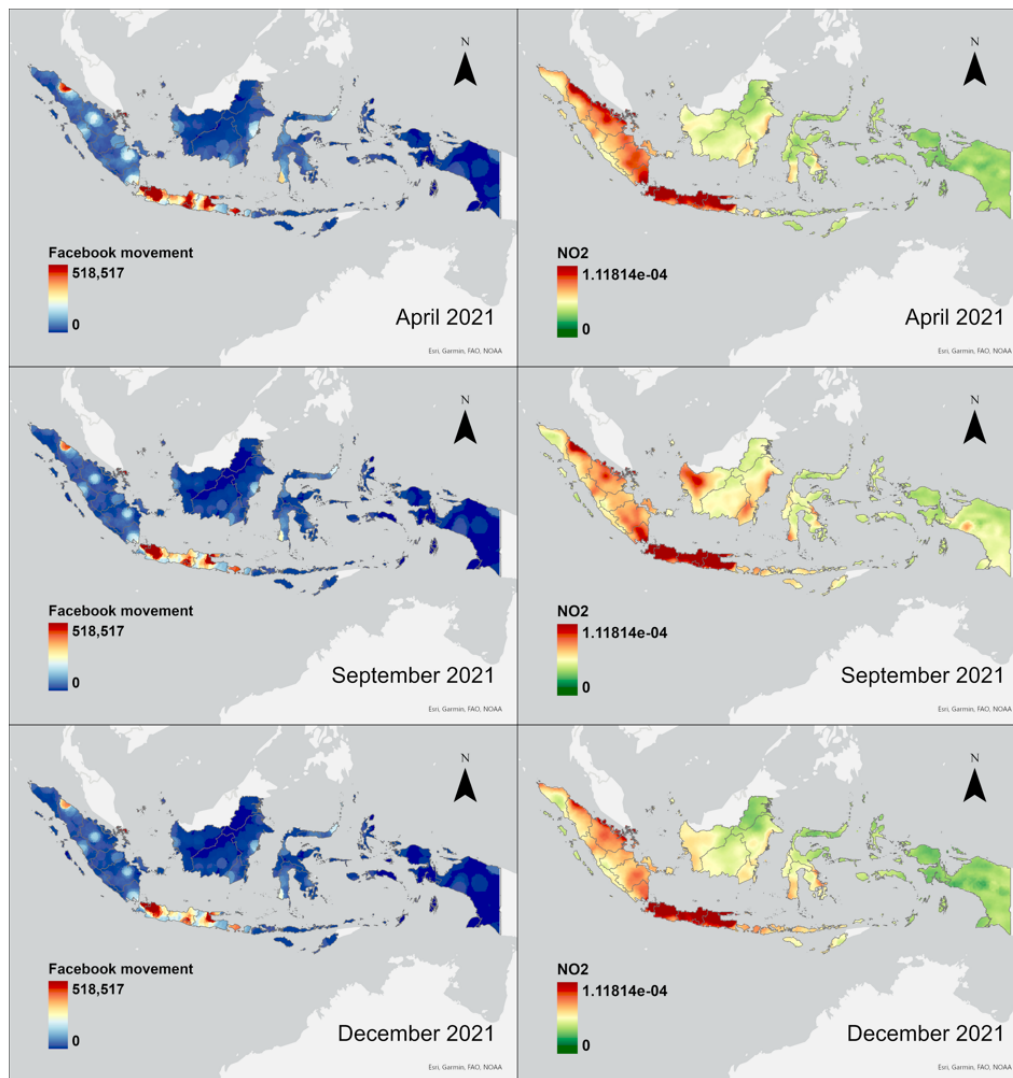 N
Facebook movement
518,517
0
April 2021
Esri, Garmin, FAO, NOAA
N
NO2
1.11814e-04
0
April 2021
Esri, Garmin, FAO, NOAA
N
Facebook movement
518,517
0
September 2021
Esri, Garmin, FAO, NOAA
N
NO2
1.11814e-04
0
September 2021
Esri, Garmin, FAO, NOAA
N
Facebook movement
518,517
0
December 2021
Esri, Garmin, FAO, NOAA
N
NO2
1.11814e-04
0
December 2021
Esri, Garmin, FAO, NOAA